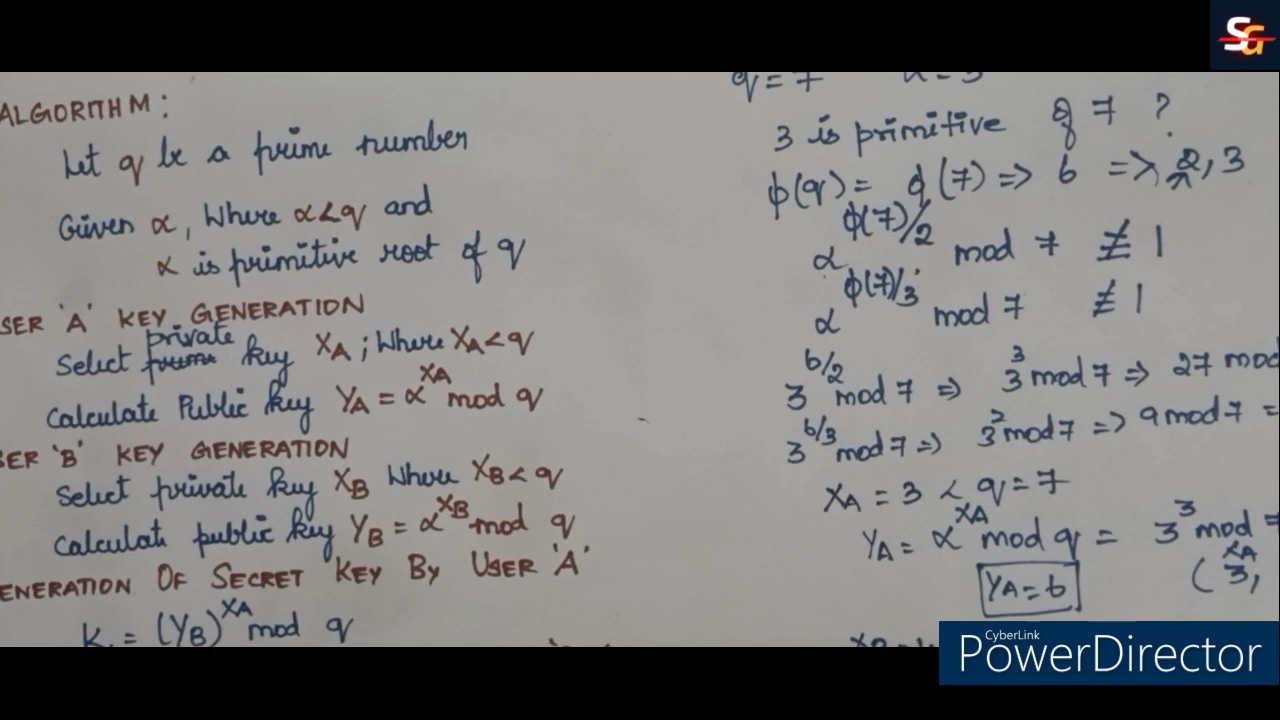 SG
ALGORITHM:
Let q be a prime number
Given α, Where α<q and
α is primitive root of q
SER 'A' KEY GENERATION
private
Select key XA ; Where XA<q
Calculate Public key YA = α^XA mod q
SER 'B' KEY GENERATION
Select private key XB Where XB< q
Calculate public key YB = α^XB mod q
ENERATION OF SECRET KEY BY USER 'A'
K = (YB)^XA mod q
q = 7 α = 3
3 is primitive of 7 ?
ϕ(q) = ϕ(7) => 6 => 2, 3
α^ϕ(7)/2 mod 7 ≢ 1
α^ϕ(7)/3 mod 7 ≢ 1
3^6/2 mod 7 => 3^3 mod 7 => 27 mod
3^6/3 mod 7 => 3^2 mod 7 => 9 mod 7 =
XA = 3 < q = 7
YA = α^XA mod q = 3^3 mod
YA = 6
(XA
3,
CyberLink
PowerDirector